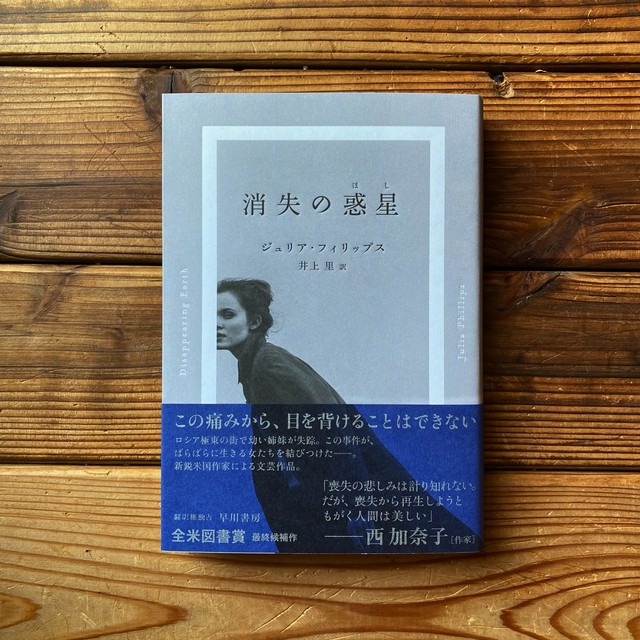 消失の惑星
ほし
ジュリア・フィリップス
井上 里 訳
Disappearing Earth
Julia Phillips
この痛みから、目を背けることはできない
ロシア極東の街で幼い姉妹が失踪。この事件が、
ばらばらに生きる女たちを結びつけた――。
新鋭米国作家による文芸作品。
「喪失の悲しみは計り知れない。
だが、喪失から再生しようと
もがく人間は美しい」
――西 加奈子[作家]
翻訳権独占 早川書房
全米図書賞 最終候補作